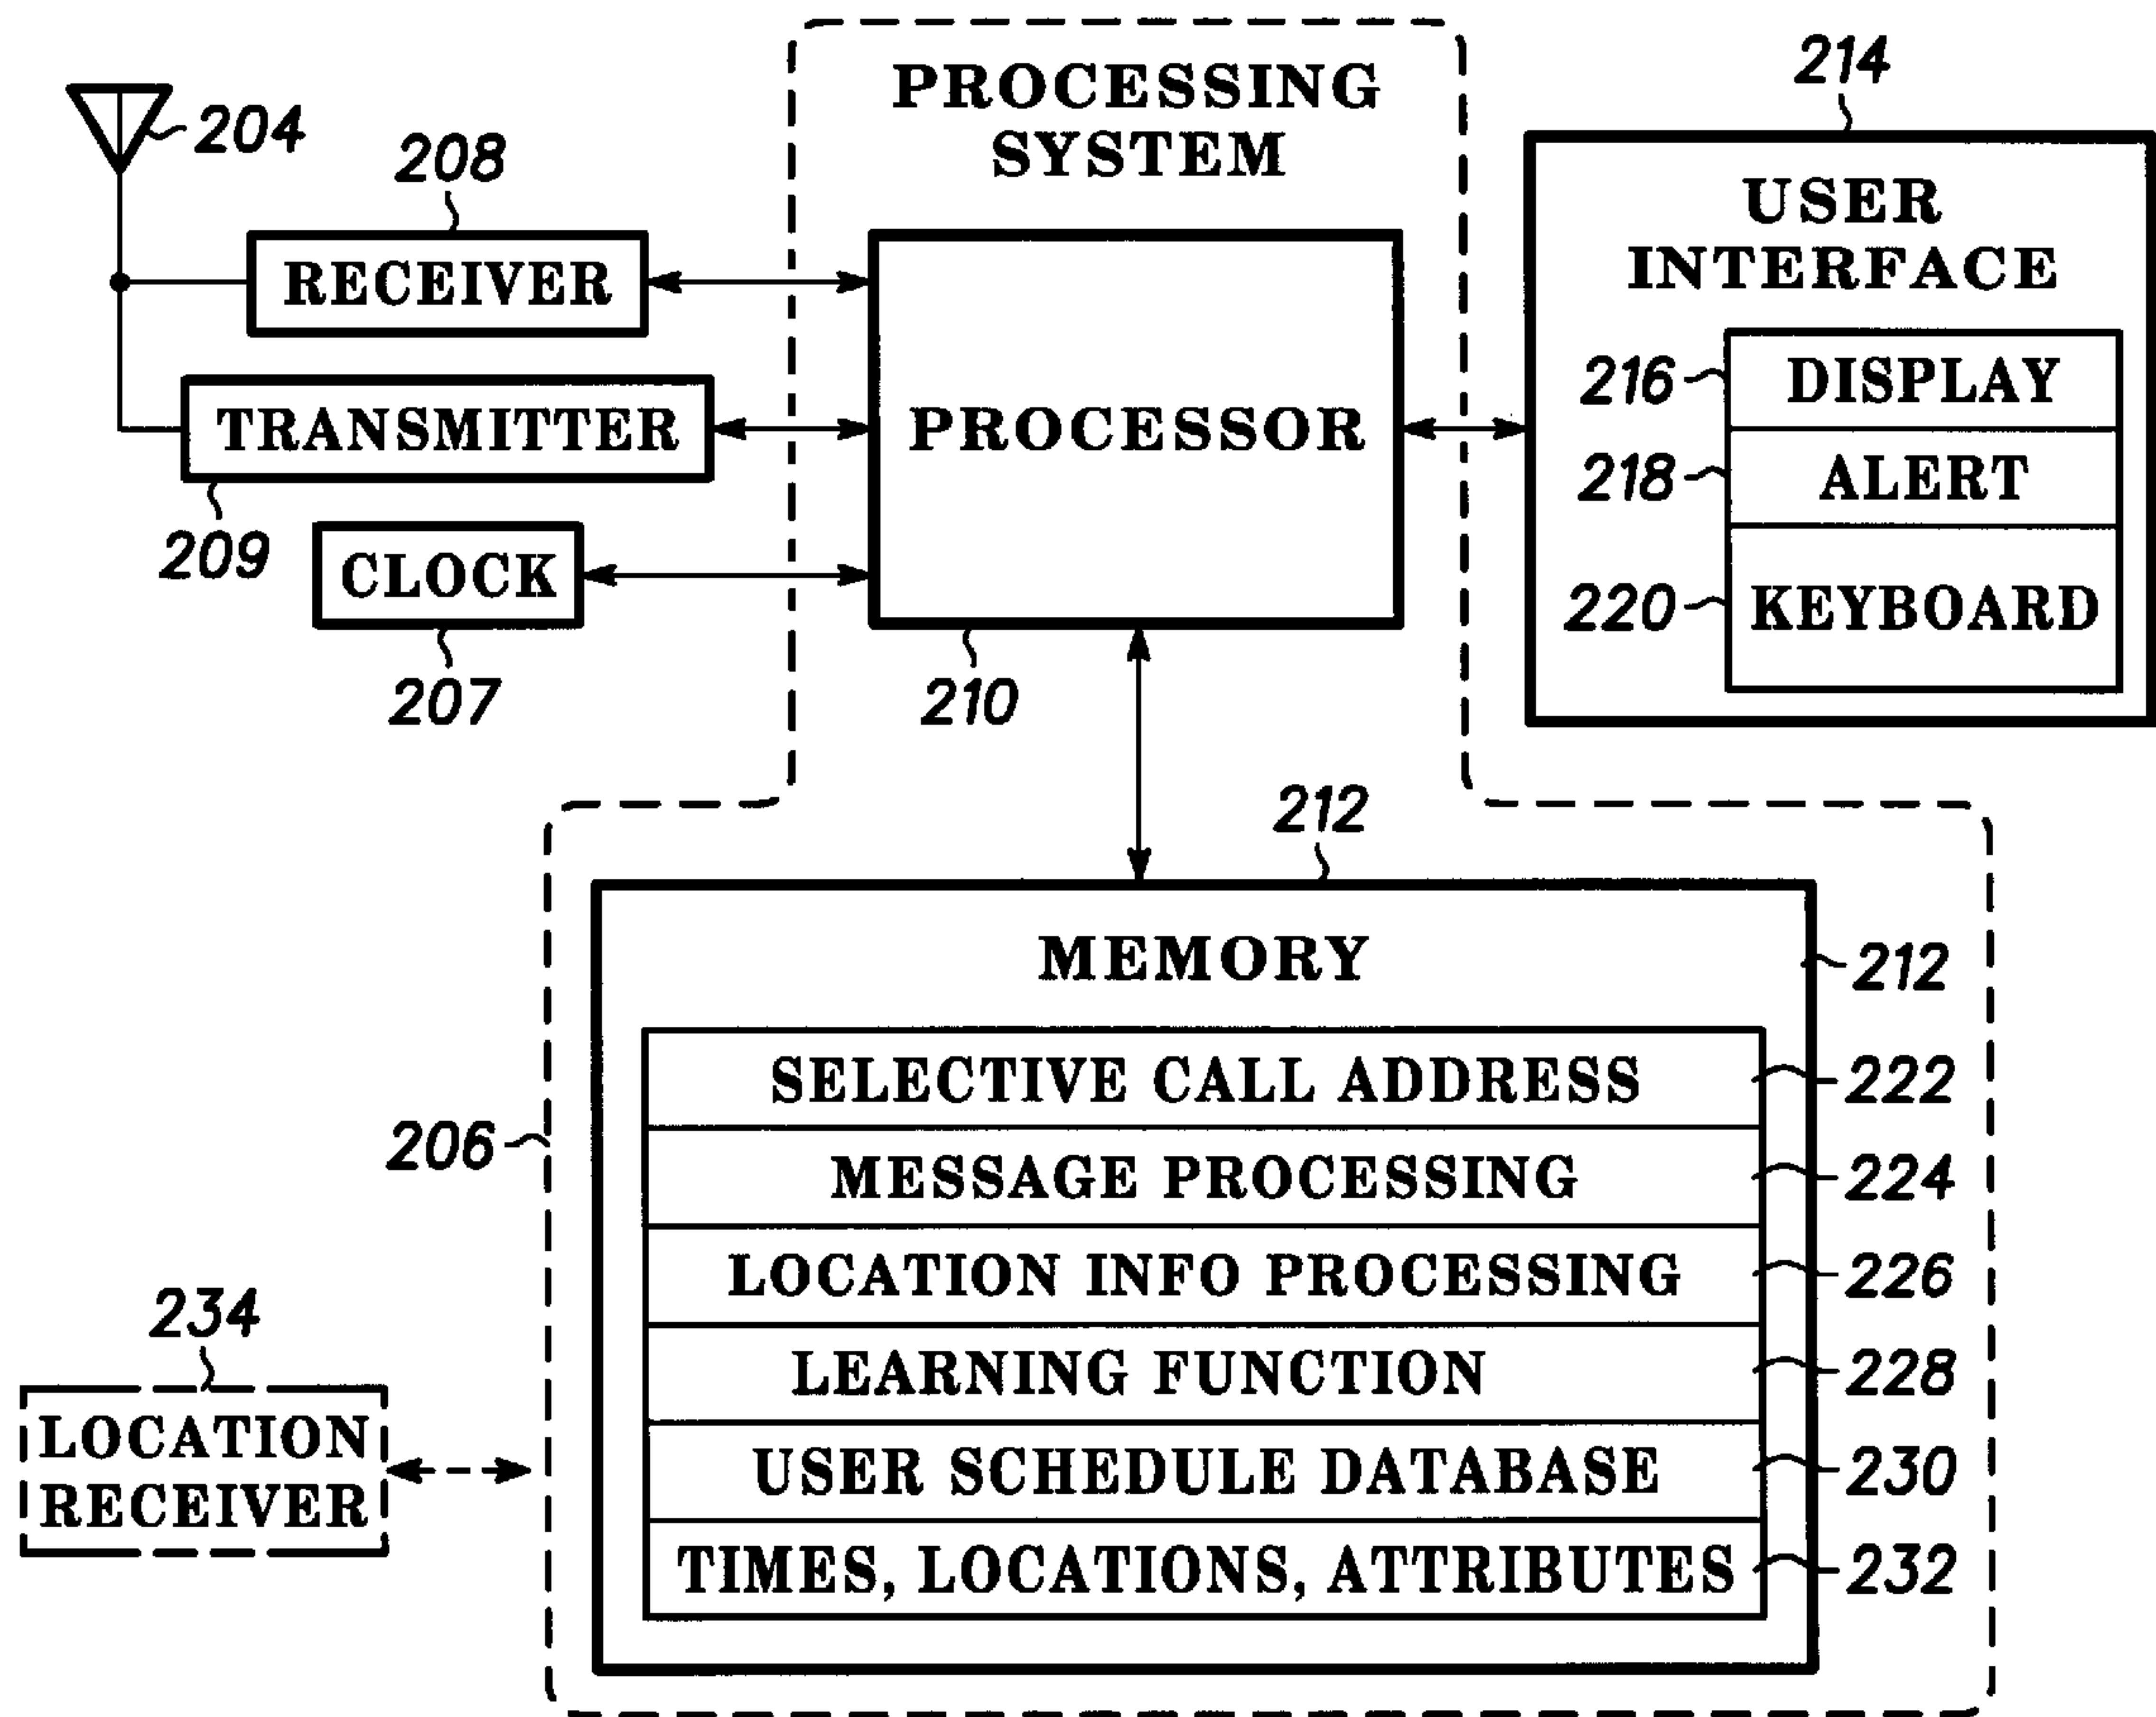 204
208
RECEIVER
TRANSMITTER
209
CLOCK
207
PROCESSING
SYSTEM
PROCESSOR
210
214
USER
INTERFACE
216
DISPLAY
218
ALERT
220
KEYBOARD
212
MEMORY
212
SELECTIVE CALL ADDRESS
222
MESSAGE PROCESSING
224
LOCATION INFO PROCESSING
226
LEARNING FUNCTION
228
USER SCHEDULE DATABASE
230
TIMES, LOCATIONS, ATTRIBUTES
232
206
234
LOCATION
RECEIVER